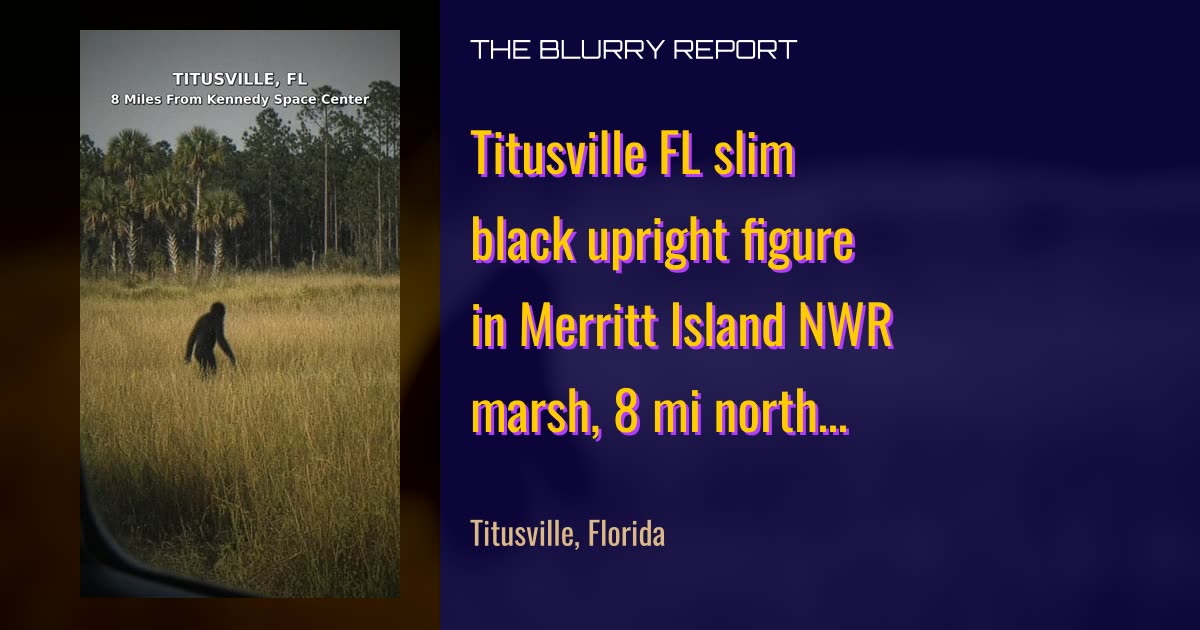 TITUSVILLE, FL
8 Miles From Kennedy Space Center
THE BLURRY REPORT
Titusville FL slim
black upright figure
in Merritt Island NWR
marsh, 8 mi north...
Titusville, Florida